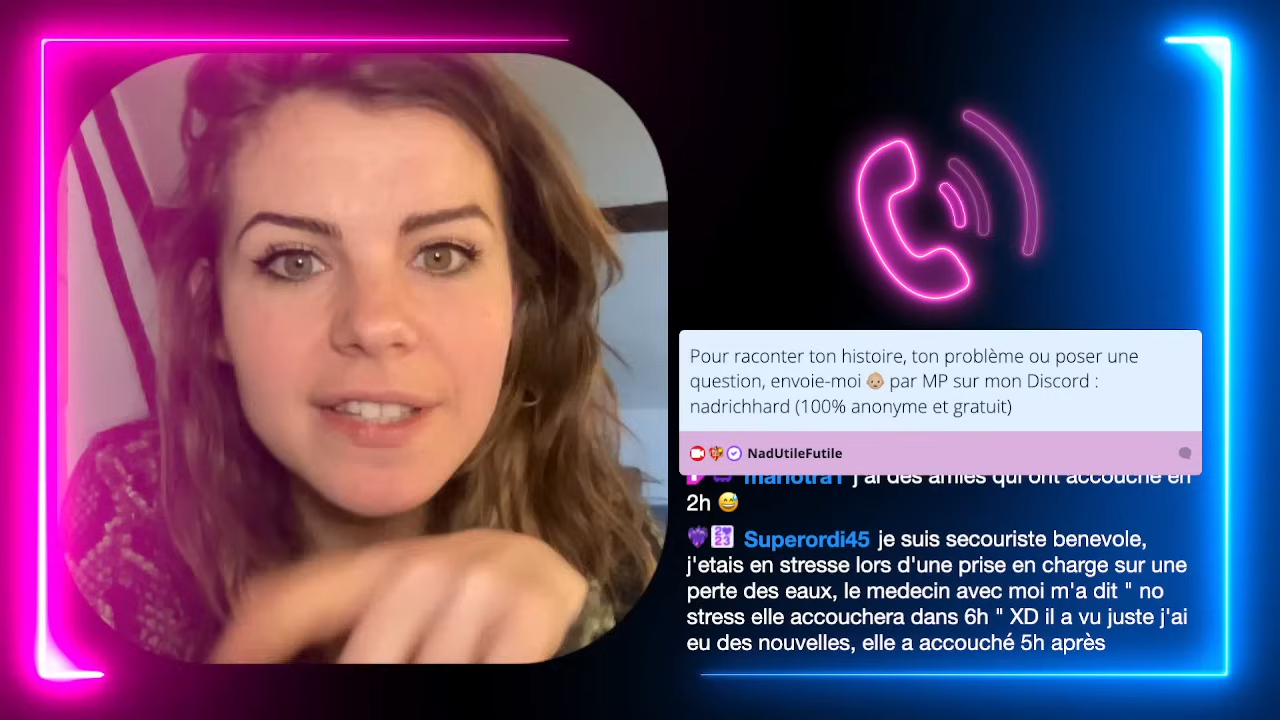 Pour raconter ton histoire, ton problème ou poser une
question, envoie-moi 👶🏼 par MP sur mon Discord :
nadrichhard (100% anonyme et gratuit)
NadUtileFutile
mariotra1 j'ai des amies qui ont accouché en
2h 😅
Superordi45 je suis secouriste benevole,
j'etais en stresse lors d'une prise en charge sur une
perte des eaux, le medecin avec moi m'a dit " no
stress elle accouchera dans 6h " XD il a vu juste j'ai
eu des nouvelles, elle a accouché 5h après